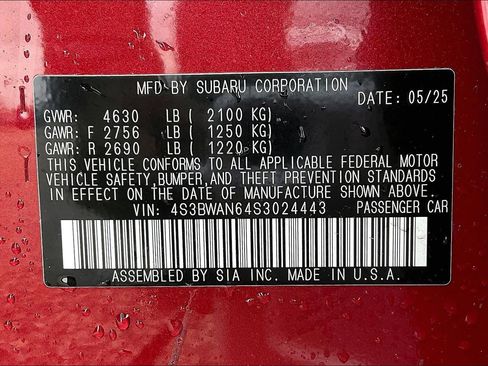 MFD BY SUBARU CORPORATION
DATE: 05/25
GVWR: 4630 LB ( 2100 KG)
GAWR: F 2756 LB ( 1250 KG)
GAWR: R 2690 LB ( 1220 KG)
THIS VEHICLE CONFORMS TO ALL APPLICABLE FEDERAL MOTOR
VEHICLE SAFETY,BUMPER,AND THEFT PREVENTION STANDARDS
IN EFFECT ON THE DATE OF MANUFACTURE SHOWN ABOVE.
VIN: 4S3BWAN64S3024443 PASSENGER CAR
ASSEMBLED BY SIA INC. MADE IN U.S.A.